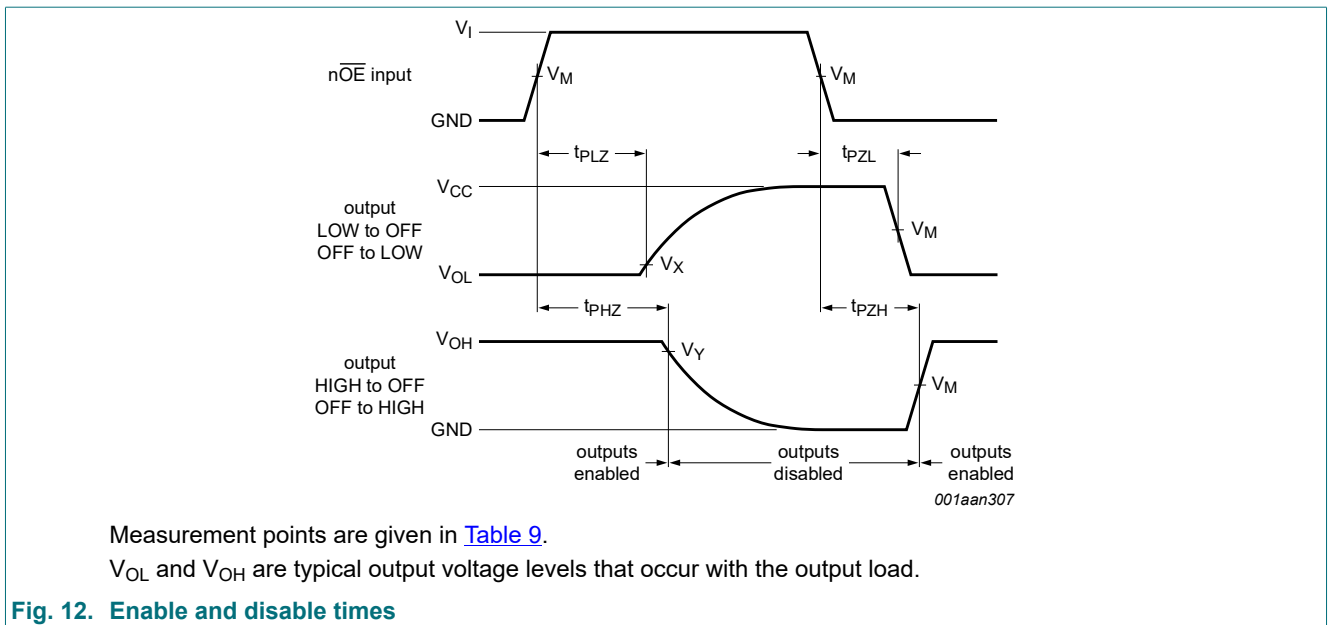 V_I
nO̅E̅ input
V_M
V_M
GND
t_PLZ
t_PZL
V_CC
output
LOW to OFF
OFF to LOW
V_M
V_X
V_OL
t_PHZ
t_PZH
V_OH
V_Y
output
HIGH to OFF
OFF to HIGH
V_M
GND
outputs
enabled
outputs
disabled
outputs
enabled
001aan307
Measurement points are given in Table 9.
V_OL and V_OH are typical output voltage levels that occur with the output load.
Fig. 12. Enable and disable times